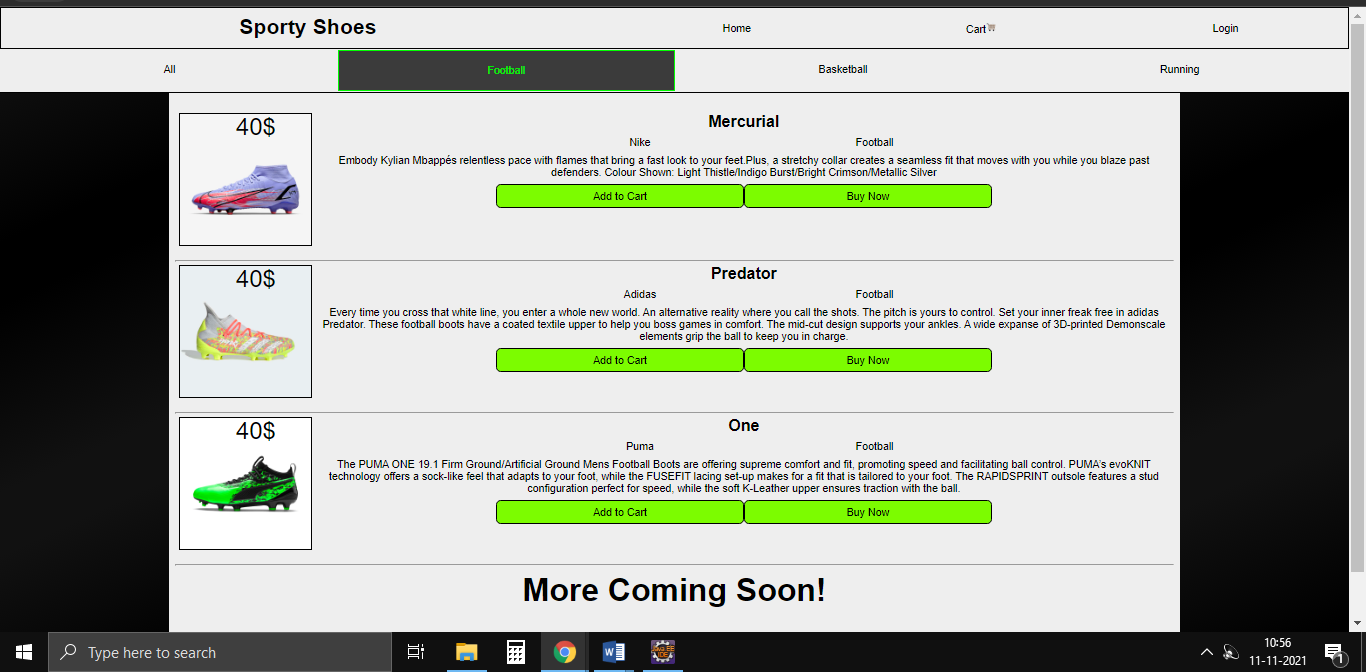 Sporty Shoes
Home
Cart
Login
All
Football
Basketball
Running
40$
Mercurial
Nike
Football
Embody Kylian Mbappés relentless pace with flames that bring a fast look to your feet.Plus, a stretchy collar creates a seamless fit that moves with you while you blaze past
defenders. Colour Shown: Light Thistle/Indigo Burst/Bright Crimson/Metallic Silver
Add to Cart
Buy Now
40$
Predator
Adidas
Football
Every time you cross that white line, you enter a whole new world. An alternative reality where you call the shots. The pitch is yours to control. Set your inner freak free in adidas
Predator. These football boots have a coated textile upper to help you boss games in comfort. The mid-cut design supports your ankles. A wide expanse of 3D-printed Demonscale
elements grip the ball to keep you in charge.
Add to Cart
Buy Now
40$
One
Puma
Football
The PUMA ONE 19.1 Firm Ground/Artificial Ground Mens Football Boots are offering supreme comfort and fit, promoting speed and facilitating ball control. PUMA's evoKNIT
technology offers a sock-like feel that adapts to your foot, while the FUSEFIT lacing set-up makes for a fit that is tailored to your foot. The RAPIDSPRINT outsole features a stud
configuration perfect for speed, while the soft K-Leather upper ensures traction with the ball.
Add to Cart
Buy Now
More Coming Soon!
Type here to search
W
10:56
11-11-2021
1